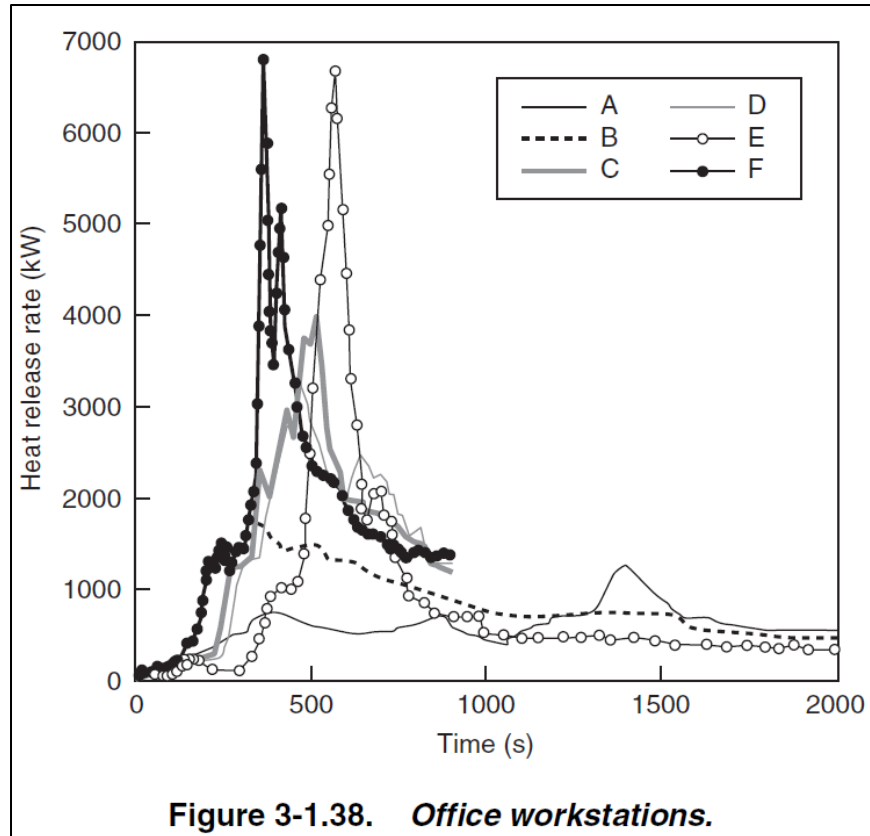 7000
6000
5000
4000
3000
2000
1000
0
Heat release rate (kW)
A
B
C
D
E
F
0 500 1000 1500 2000
Time (s)
Figure 3-1.38. Office workstations.